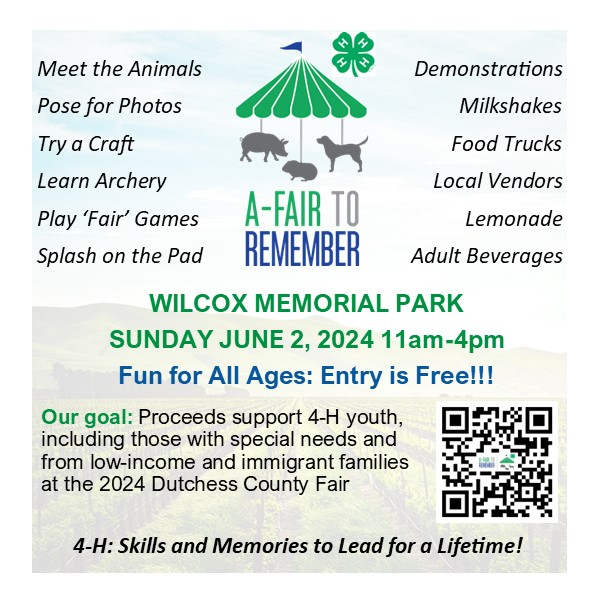 H H H H
Meet the Animals
Pose for Photos
Try a Craft
Learn Archery
Play ‘Fair’ Games
Splash on the Pad
A-FAIR TO
REMEMBER
Demonstrations
Milkshakes
Food Trucks
Local Vendors
Lemonade
Adult Beverages
WILCOX MEMORIAL PARK
SUNDAY JUNE 2, 2024 11am-4pm
Fun for All Ages: Entry is Free!!!
Our goal: Proceeds support 4-H youth,
including those with special needs and
from low-income and immigrant families
at the 2024 Dutchess County Fair
A-FAIR TO
REMEMBER
4-H: Skills and Memories to Lead for a Lifetime!